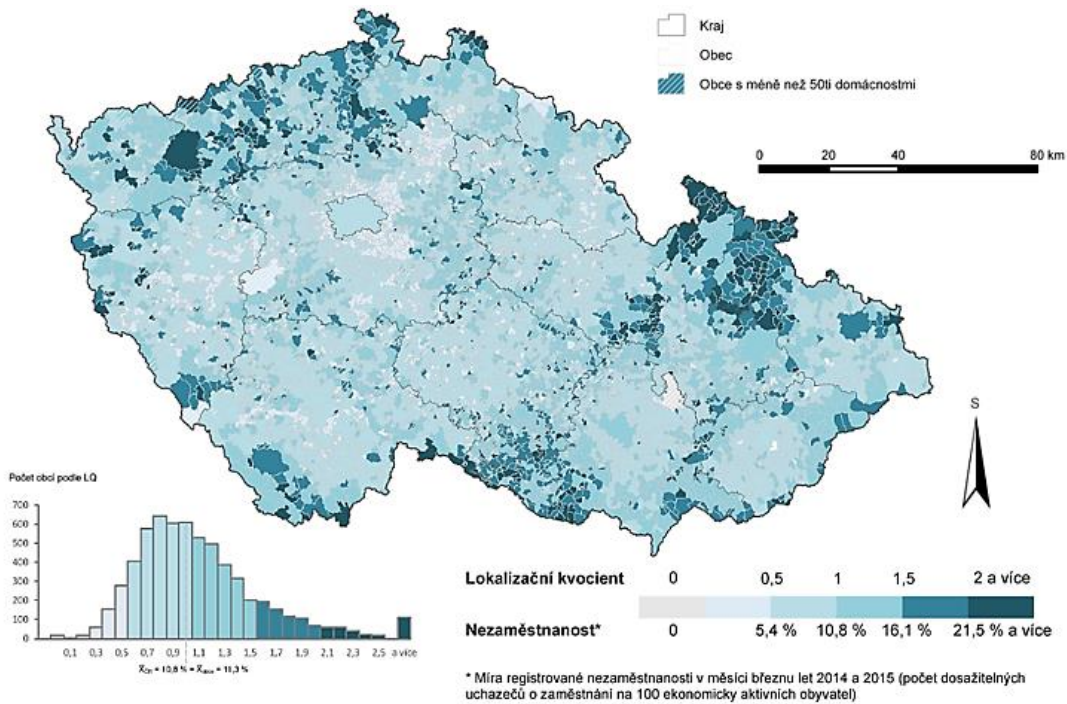 Kraj
Obec
Obce s méně než 50ti domácnostmi
0 20 40 80 km
S
Počet obcí podle LQ
700
600
500
400
300
200
100
0
0,1 0,3 0,5 0,7 0,9 1,1 1,3 1,5 1,7 1,9 2,1 2,3 2,5 a více
= 10,8 % = 11,3 %
Lokalizační kvocient 0 0,5 1 1,5 2 a více
Nezaměstnanost* 0 5,4 % 10,8 % 16,1 % 21,5 % a více
* Míra registrované nezaměstnanosti v měsíci březnu let 2014 a 2015 (počet dosažitelných
uchazečů o zaměstnání na 100 ekonomicky aktivních obyvatel)